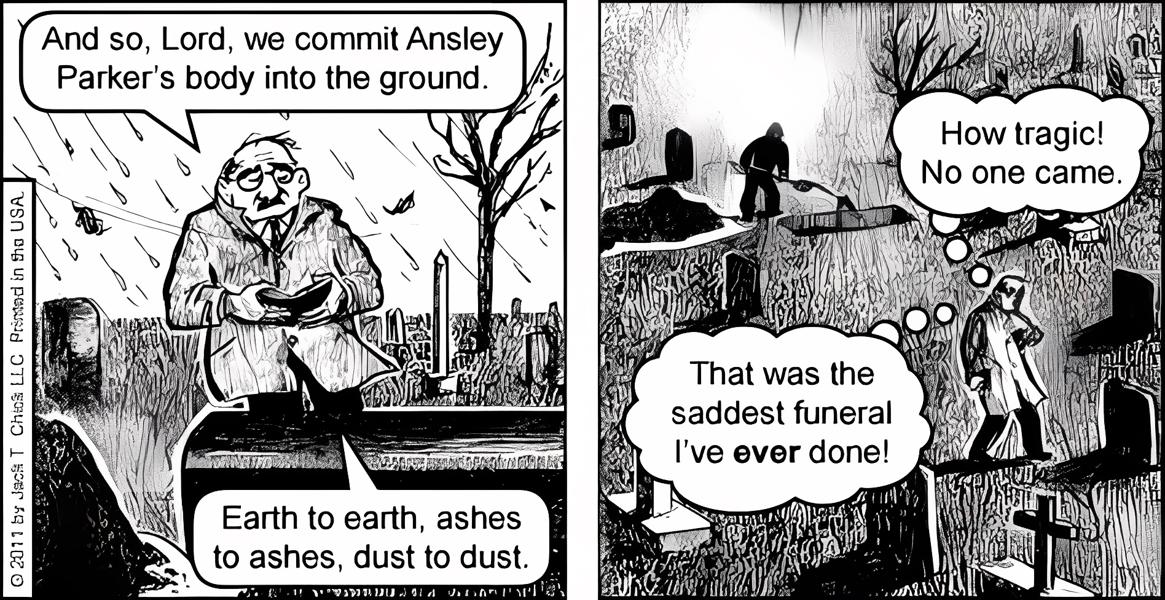 And so, Lord, we commit Ansley
Parker's body into the ground.
Earth to earth, ashes
to ashes, dust to dust.
© 2011 by Jack T Chick LLC Printed in the USA.
How tragic!
No one came.
That was the
saddest funeral
I've ever done!